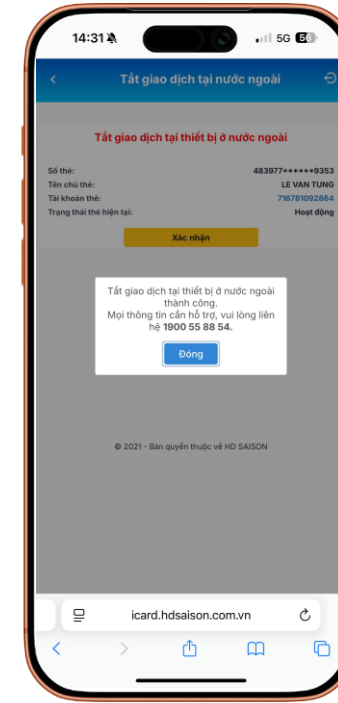 14:31
5G 56
Tắt giao dịch tại nước ngoài
Tắt giao dịch tại thiết bị ở nước ngoài
Số thẻ: 483977******9353
Tên chủ thẻ: LE VAN TUNG
Tài khoản thẻ: 716781092864
Trạng thái thẻ hiện tại: Hoạt động
Xác nhận
Tắt giao dịch tại thiết bị ở nước ngoài
thành công.
Mọi thông tin cần hỗ trợ, vui lòng liên
hệ 1900 55 88 54.
Đóng
© 2021 - Bản quyền thuộc về HD SAISON
icard.hdsaison.com.vn